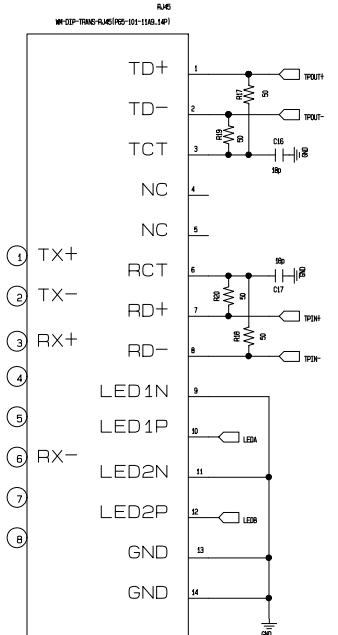 RJ45
WM-DIP-TRANS-RJ45(P65-101-11A9_14P)
TD+ 1 TPOUT+
R17 50
TD- 2 TPOUT-
R19 50
C16
TCT 3 GND
18p
NC 4
NC 5
1 TX+
18p
RCT 6 GND
C17
2 TX-
R20 50
RD+ 7 TPIN+
3 RX+
R18 50
RD- 8 TPIN-
4
LED1N 9
5
LED1P 10 LEDA
6 RX-
LED2N 11
7
LED2P 12 LEDB
8
GND 13
GND 14
GND